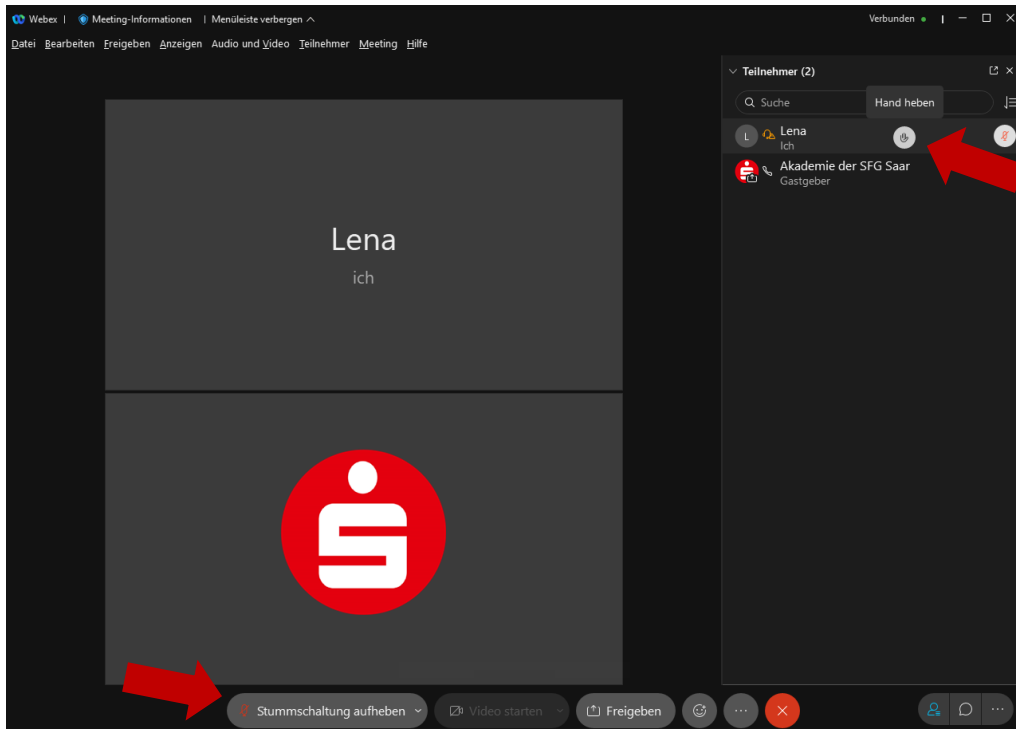 Webex | Meeting-Informationen | Menüleiste verbergen Verbunden
Datei Bearbeiten Freigeben Anzeigen Audio und Video Teilnehmer Meeting Hilfe
Teilnehmer (2)
Suche Hand heben
L Lena
Ich
Akademie der SFG Saar
Gastgeber
Lena
ich
Stummschaltung aufheben Video starten Freigeben